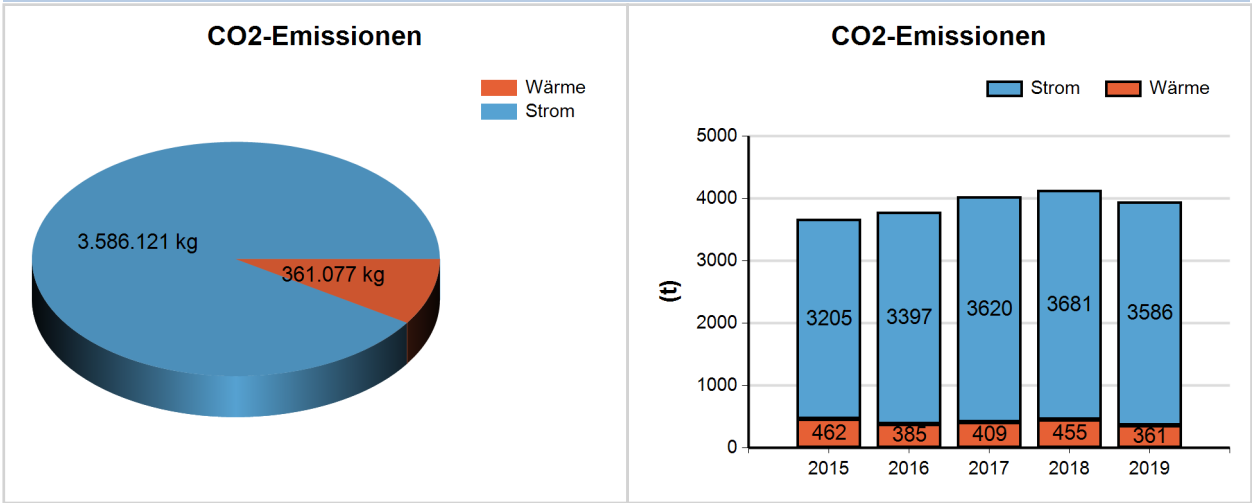 CO2-Emissionen
Wärme
Strom
3.586.121 kg
361.077 kg
CO2-Emissionen
Strom Wärme
(t)
5000
4000
3000
2000
1000
0
3205 3397 3620 3681 3586
462 385 409 455 361
2015 2016 2017 2018 2019